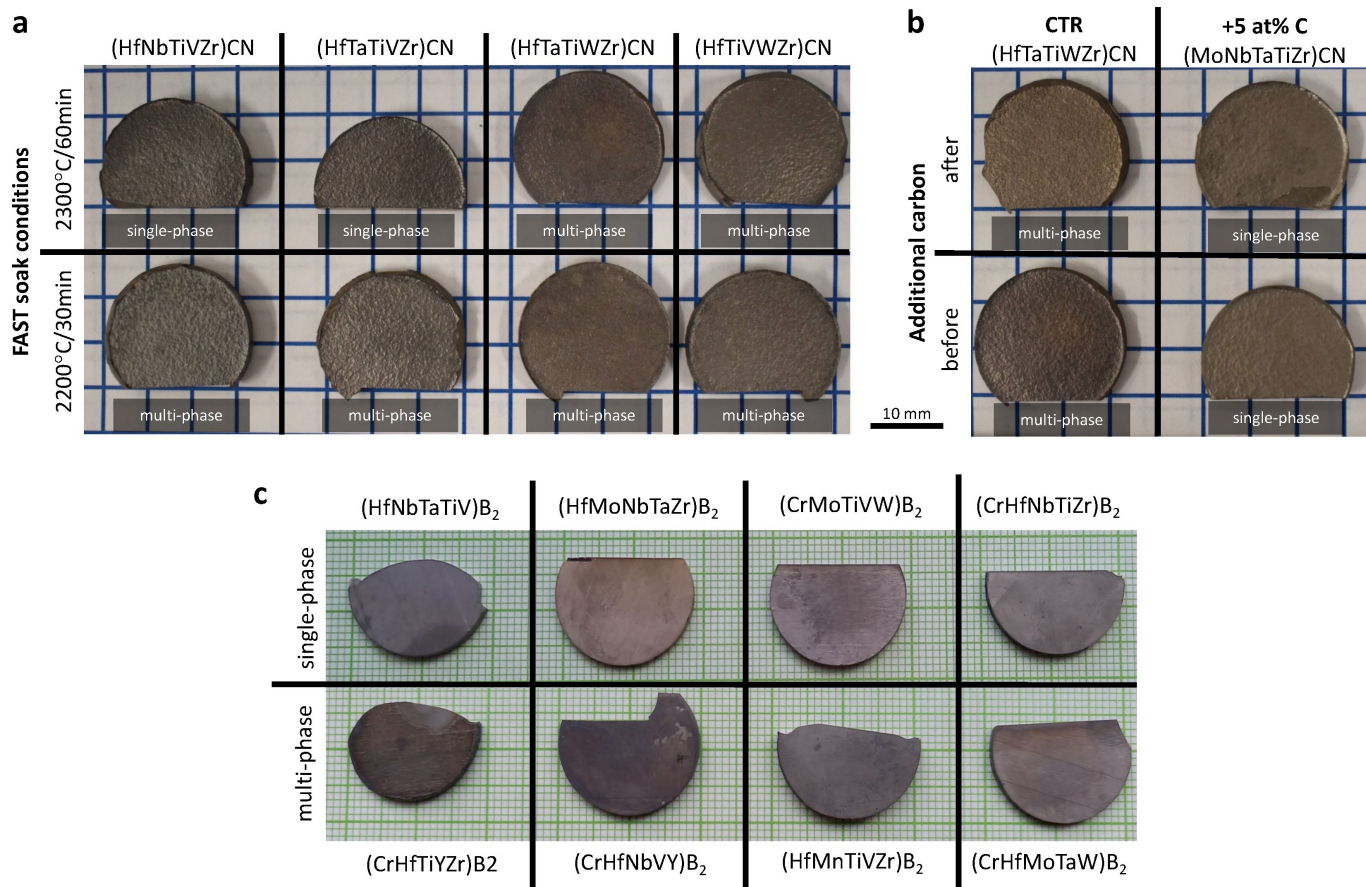 a
(HfNbTiVZr)CN
(HfTaTiVZr)CN
(HfTaTiWZr)CN
(HfTiVWZr)CN
FAST soak conditions
2300°C/60min
single-phase
single-phase
multi-phase
multi-phase
2200°C/30min
multi-phase
multi-phase
multi-phase
multi-phase
b
CTR
(HfTaTiWZr)CN
+5 at% C
(MoNbTaTiZr)CN
Additional carbon
after
multi-phase
single-phase
before
multi-phase
single-phase
10 mm
c
(HfNbTaTiV)B₂
(HfMoNbTaZr)B₂
(CrMoTiVW)B₂
(CrHfNbTiZr)B₂
single-phase
multi-phase
(CrHfTiYZr)B2
(CrHfNbVY)B₂
(HfMnTiVZr)B₂
(CrHfMoTaW)B₂